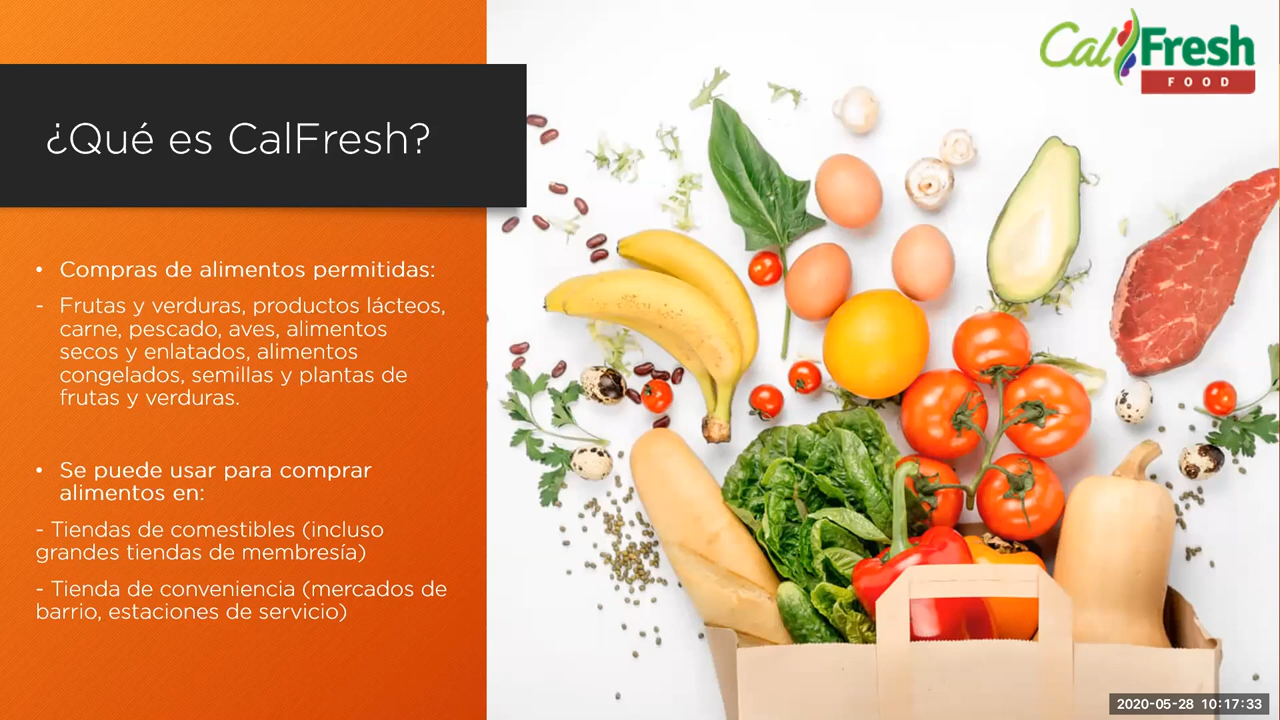 CalFresh
FOOD
¿Qué es CalFresh?
• Compras de alimentos permitidas:
- Frutas y verduras, productos lácteos,
carne, pescado, aves, alimentos
secos y enlatados, alimentos
congelados, semillas y plantas de
frutas y verduras.
• Se puede usar para comprar
alimentos en:
- Tiendas de comestibles (incluso
grandes tiendas de membresía)
- Tienda de conveniencia (mercados de
barrio, estaciones de servicio)
2020-05-28 10:17:33